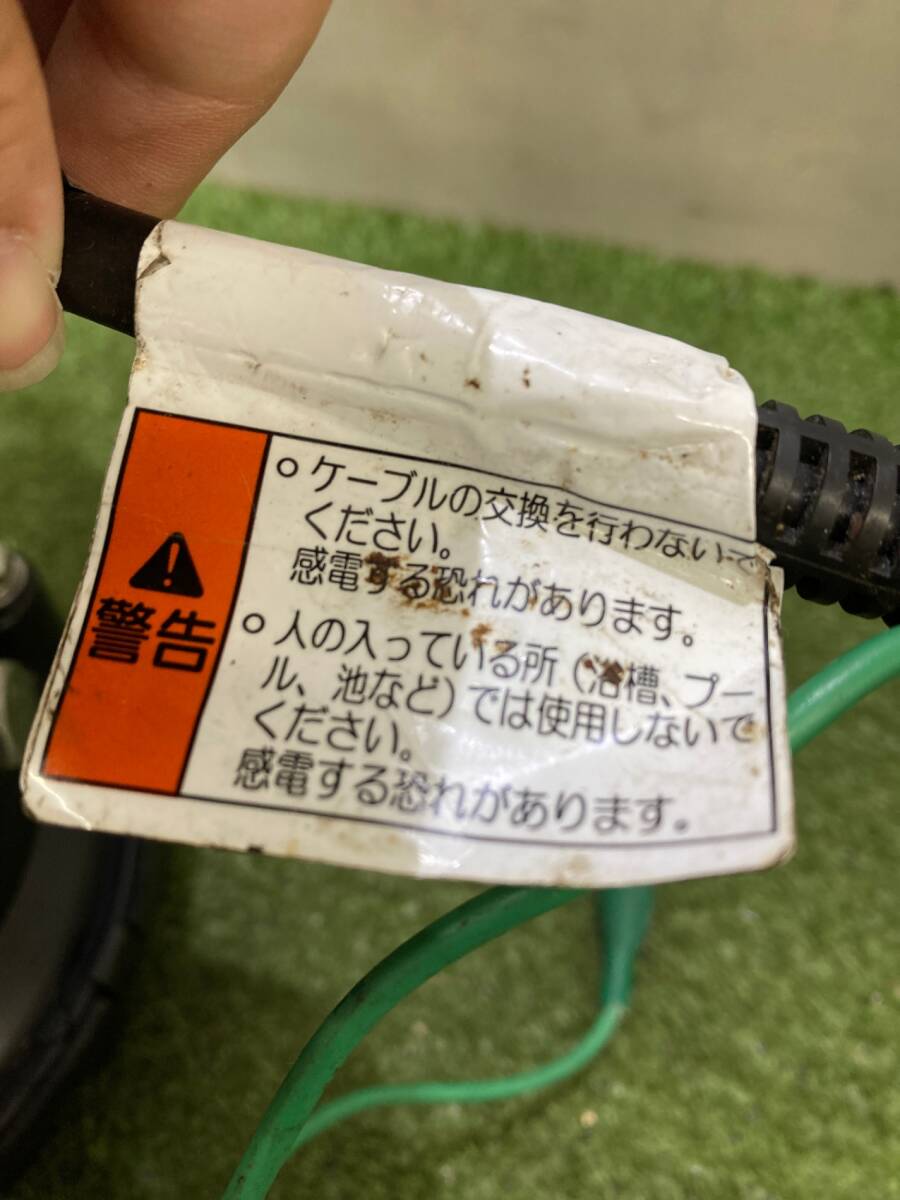 警告
○ケーブルの交換を行わないで
ください。
感電する恐れがあります。
○人の入っている所（浴槽、プー
ル、池など）では使用しないで
ください。
感電する恐れがあります。